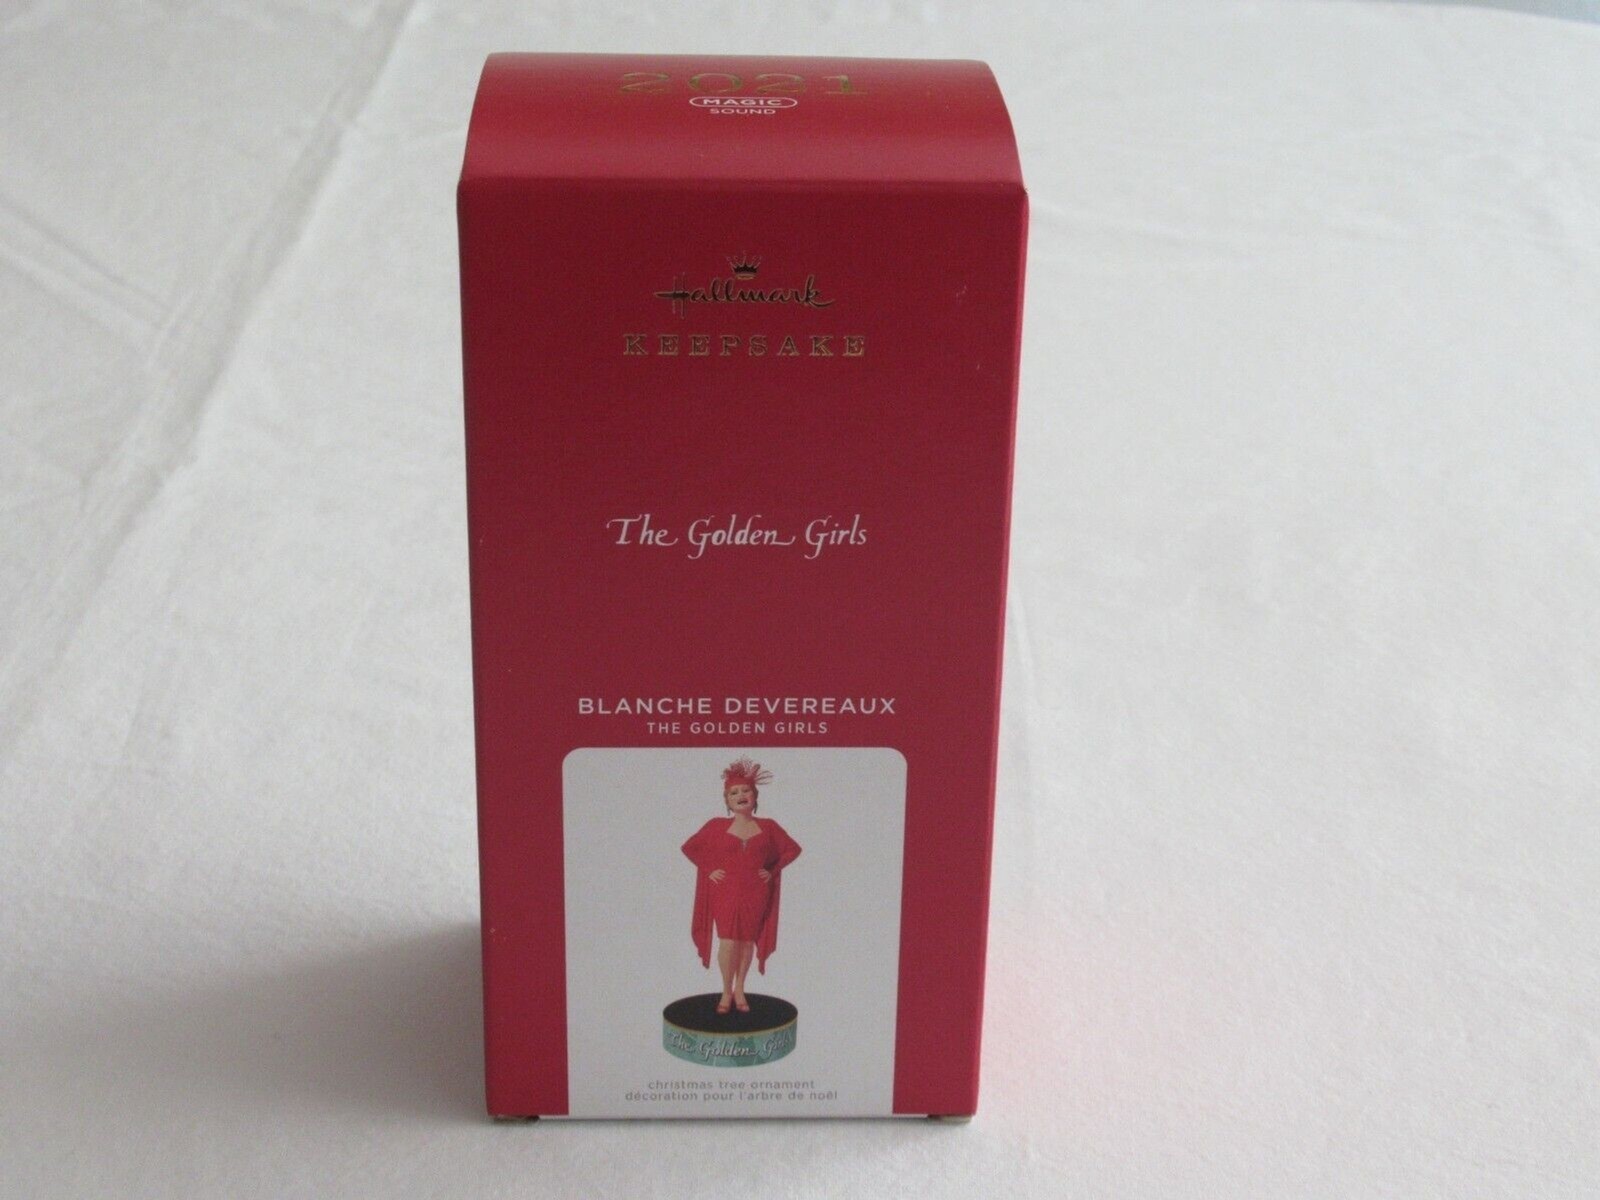 2021
MAGIC
SOUND
Hallmark
KEEPSAKE
The Golden Girls
BLANCHE DEVEREAUX
THE GOLDEN GIRLS
The Golden Girls
christmas tree ornament
décoration pour l'arbre de noël